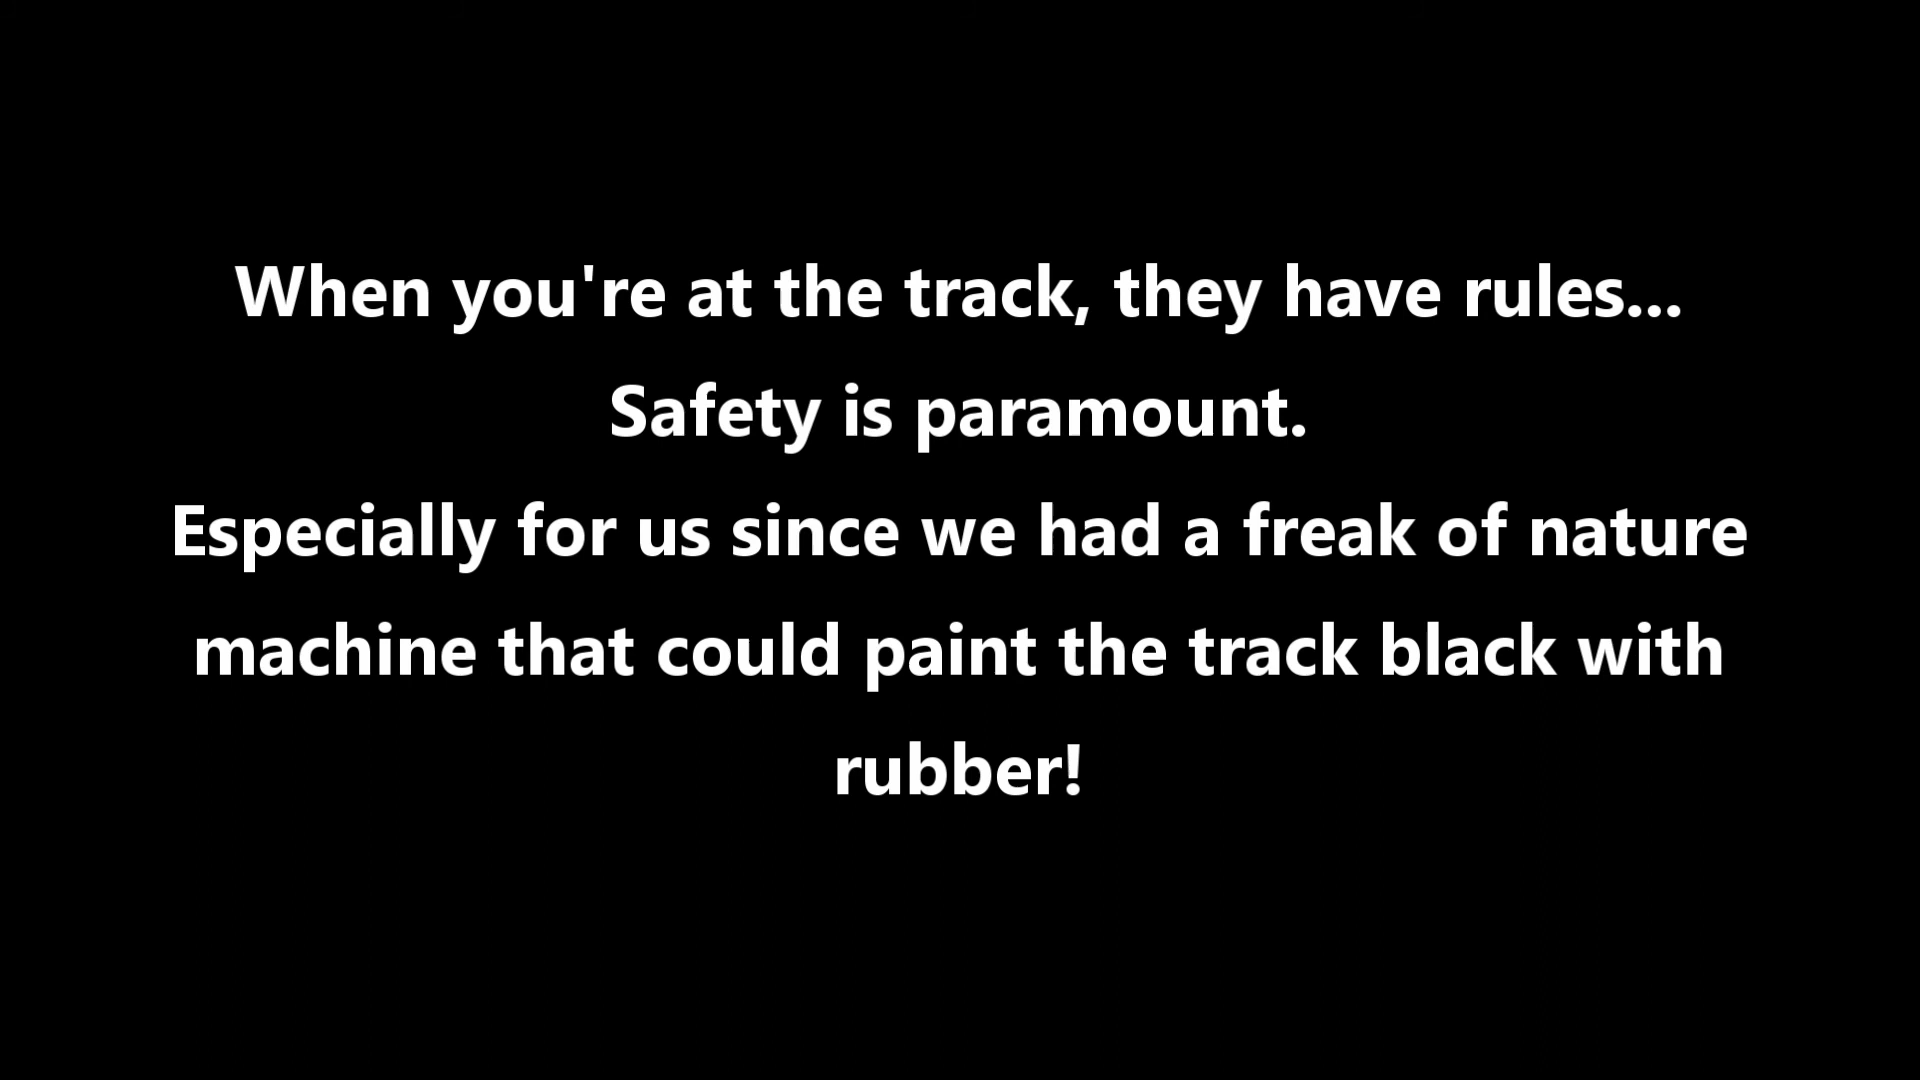 When you're at the track, they have rules...
Safety is paramount.
Especially for us since we had a freak of nature
machine that could paint the track black with
rubber!